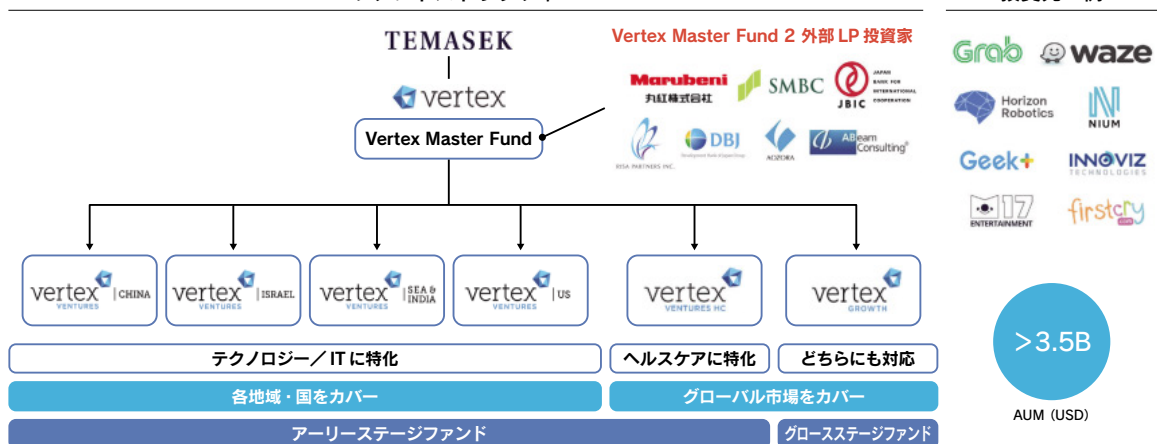 TEMASEK
vertex
Vertex Master Fund
Vertex Master Fund 2 外部 LP 投資家
Marubeni
丸紅株式会社
SMBC
JBIC
JAPAN
BANK FOR
INTERNATIONAL
COOPERATION
RISA PARTNERS INC.
DBJ
Development Bank of Japan Group
AOZORA
ABeam
Consulting
Grab
waze
Horizon
Robotics
NIUM
Geek+
INNOVIZ
TECHNOLOGIES
17
ENTERTAINMENT
firstcry
.com
vertex CHINA
VENTURES
vertex ISRAEL
VENTURES
vertex SEA &
INDIA
VENTURES
vertex US
VENTURES
vertex
VENTURES HC
vertex
GROWTH
テクノロジー／IT に特化
ヘルスケアに特化
どちらにも対応
各地域・国をカバー
グローバル市場をカバー
アーリーステージファンド
グロースステージファンド
>3.5B
AUM (USD)